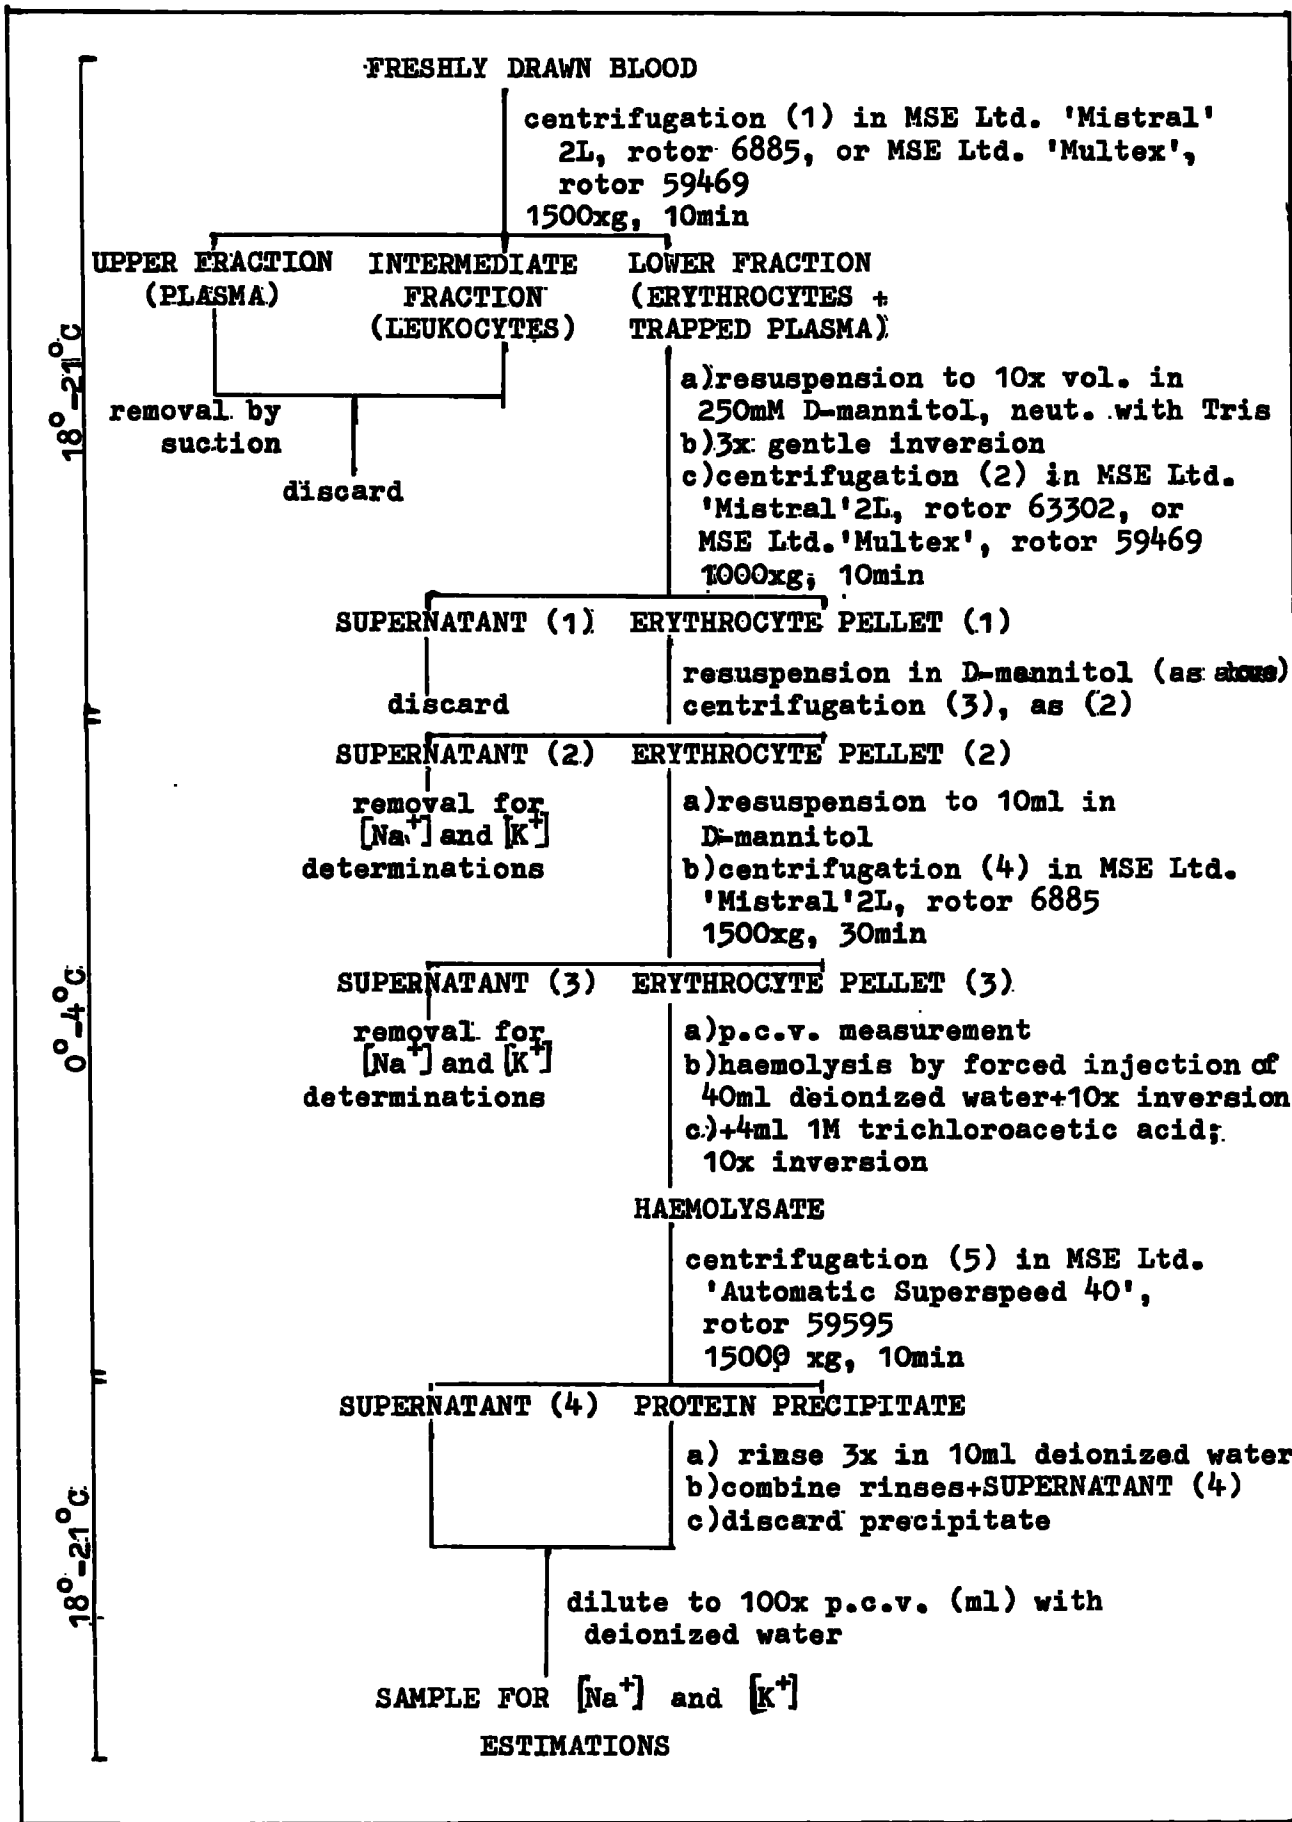 FRESHLY DRAWN BLOOD
centrifugation (1) in MSE Ltd. 'Mistral'
2L, rotor 6885, or MSE Ltd. 'Multex',
rotor 59469
1500xg, 10min
UPPER FRACTION
(PLASMA)
INTERMEDIATE
FRACTION
(LEUKOCYTES)
LOWER FRACTION
(ERYTHROCYTES +
TRAPPED PLASMA)
18°-21°C
removal by
suction
discard
a)resuspension to 10x vol. in
250mM D-mannitol, neut. with Tris
b)3x gentle inversion
c)centrifugation (2) in MSE Ltd.
'Mistral'2L, rotor 63302, or
MSE Ltd.'Multex', rotor 59469
1000xg, 10min
SUPERNATANT (1)
ERYTHROCYTE PELLET (1)
discard
resuspension in D-mannitol (as above)
centrifugation (3), as (2)
SUPERNATANT (2)
ERYTHROCYTE PELLET (2)
removal for
[Na+] and [K+]
determinations
a)resuspension to 10ml in
D-mannitol
b)centrifugation (4) in MSE Ltd.
'Mistral'2L, rotor 6885
1500xg, 30min
0°-4°C
SUPERNATANT (3)
ERYTHROCYTE PELLET (3)
removal for
[Na+] and [K+]
determinations
a)p.c.v. measurement
b)haemolysis by forced injection of
40ml deionized water+10x inversion
c)+4ml 1M trichloroacetic acid;
10x inversion
HAEMOLYSATE
centrifugation (5) in MSE Ltd.
'Automatic Superspeed 40',
rotor 59595
15000 xg, 10min
SUPERNATANT (4)
PROTEIN PRECIPITATE
a) rinse 3x in 10ml deionized water
b)combine rinses+SUPERNATANT (4)
c)discard precipitate
18°-21°C
dilute to 100x p.c.v. (ml) with
deionized water
SAMPLE FOR [Na+] and [K+]
ESTIMATIONS